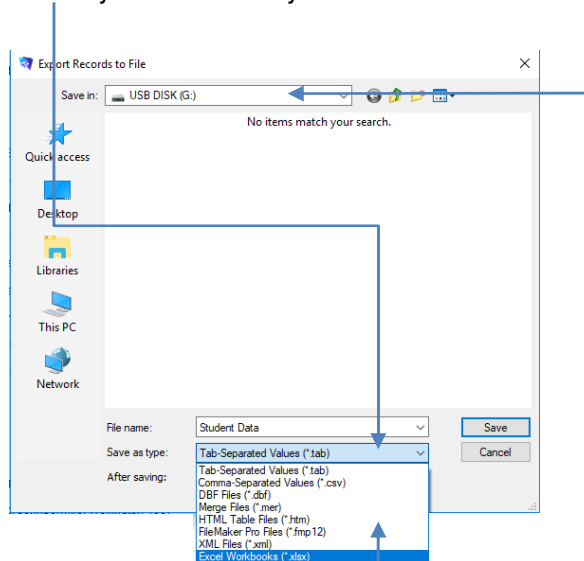 Export Records to File
Save in: USB DISK (G:)
No items match your search.
Quick access
Desktop
Libraries
This PC
Network
File name: Student Data Save
Save as type: Tab-Separated Values (*.tab) Cancel
After saving: Tab-Separated Values (*.tab)
Comma-Separated Values (*.csv)
DBF Files (*.dbf)
Merge Files (*.mer)
HTML Table Files (*.htm)
FileMaker Pro Files (*.fmp12)
XML Files (*.xml)
Excel Workbooks (*.xlsx)